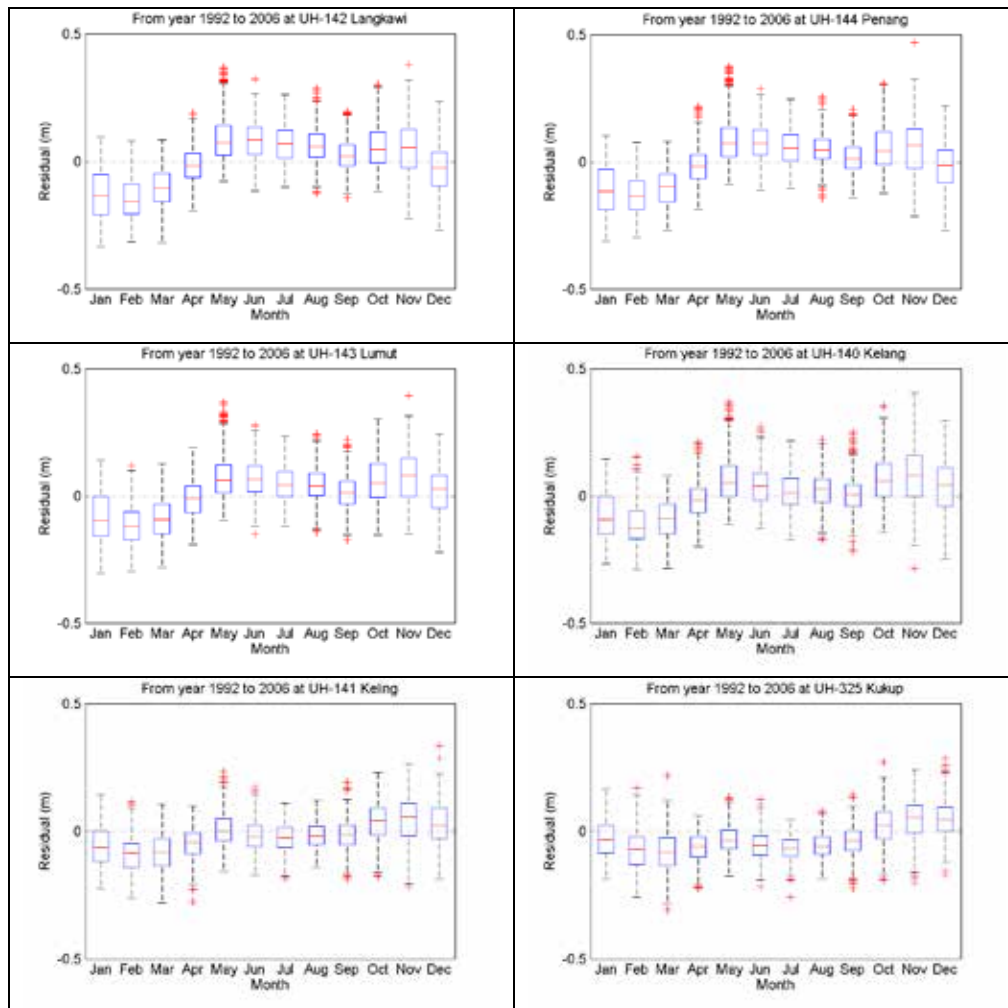 From year 1992 to 2006 at UH-142 Langkawi
0.5
Residual (m)
0
-0.5
Jan Feb Mar Apr May Jun Jul Aug Sep Oct Nov Dec
Month
From year 1992 to 2006 at UH-144 Penang
0.5
Residual (m)
0
-0.5
Jan Feb Mar Apr May Jun Jul Aug Sep Oct Nov Dec
Month
From year 1992 to 2006 at UH-143 Lumut
0.5
Residual (m)
0
-0.5
Jan Feb Mar Apr May Jun Jul Aug Sep Oct Nov Dec
Month
From year 1992 to 2006 at UH-140 Kelang
0.5
Residual (m)
0
-0.5
Jan Feb Mar Apr May Jun Jul Aug Sep Oct Nov Dec
Month
From year 1992 to 2006 at UH-141 Keling
0.5
Residual (m)
0
-0.5
Jan Feb Mar Apr May Jun Jul Aug Sep Oct Nov Dec
Month
From year 1992 to 2006 at UH-325 Kukup
0.5
Residual (m)
0
-0.5
Jan Feb Mar Apr May Jun Jul Aug Sep Oct Nov Dec
Month